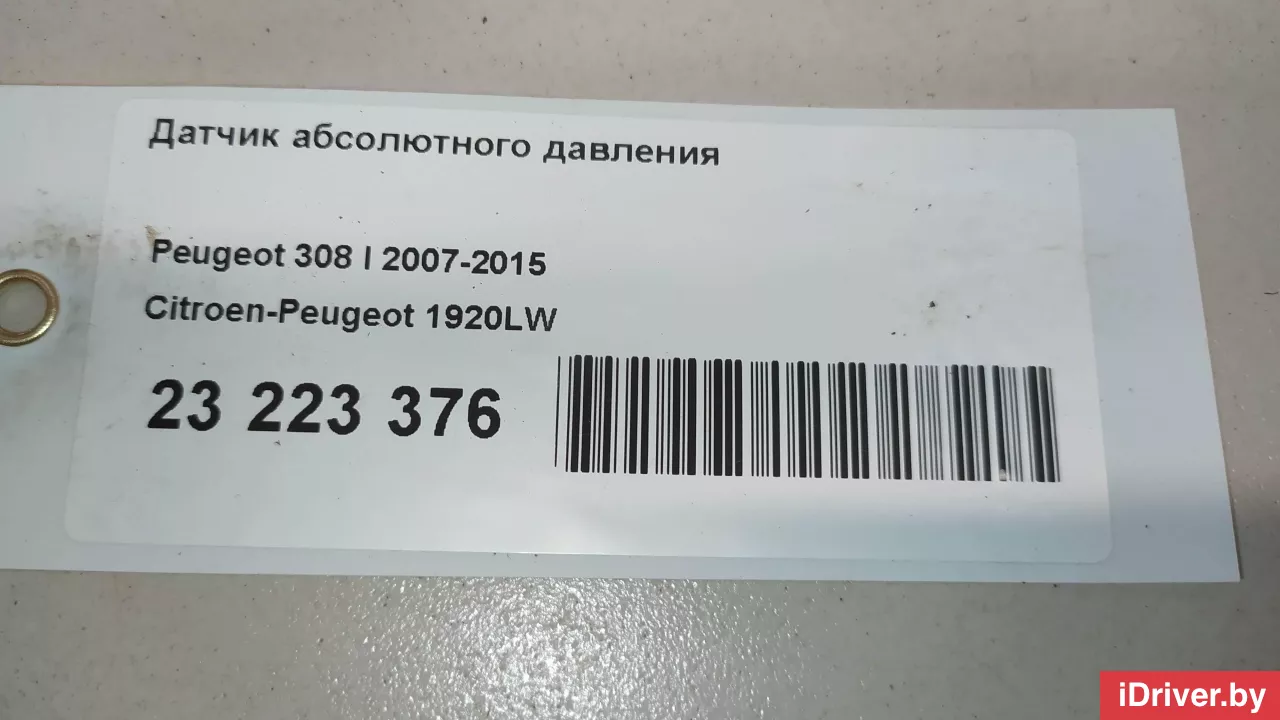 Датчик абсолютного давления
Peugeot 308 I 2007-2015
Citroen-Peugeot 1920LW
23 223 376
iDriver.by